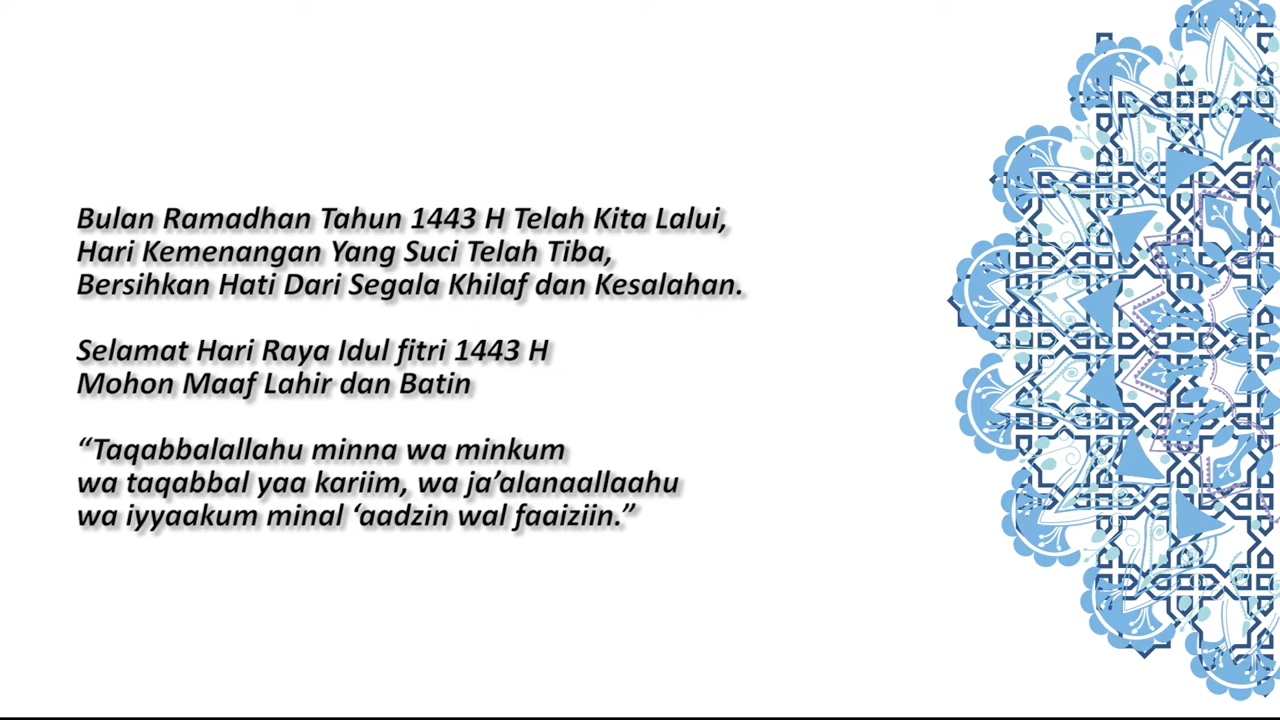 Bulan Ramadhan Tahun 1443 H Telah Kita Lalui,
Hari Kemenangan Yang Suci Telah Tiba,
Bersihkan Hati Dari Segala Khilaf dan Kesalahan.
Selamat Hari Raya Idul fitri 1443 H
Mohon Maaf Lahir dan Batin
“Taqabbalallahu minna wa minkum
wa taqabbal yaa kariim, wa ja’alanaallaahu
wa iyyaakum minal ‘aadzin wal faaiziin.”